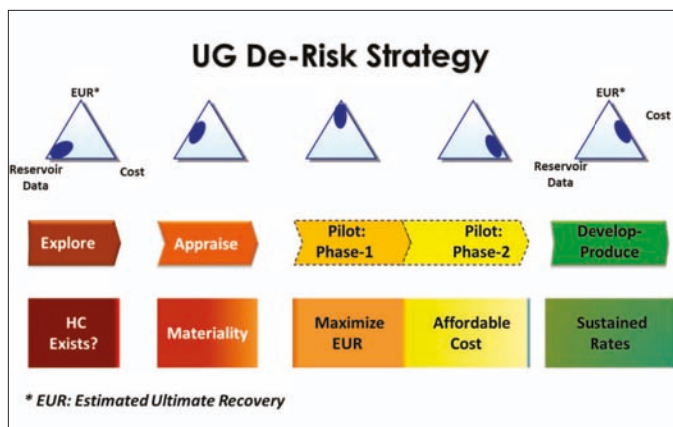 UG De-Risk Strategy
EUR*
Reservoir
Data
Cost
EUR*
Cost
Reservoir
Data
Explore
Appraise
Pilot:
Phase-1
Pilot:
Phase-2
Develop-
Produce
HC
Exists?
Materiality
Maximize
EUR
Affordable
Cost
Sustained
Rates
* EUR: Estimated Ultimate Recovery